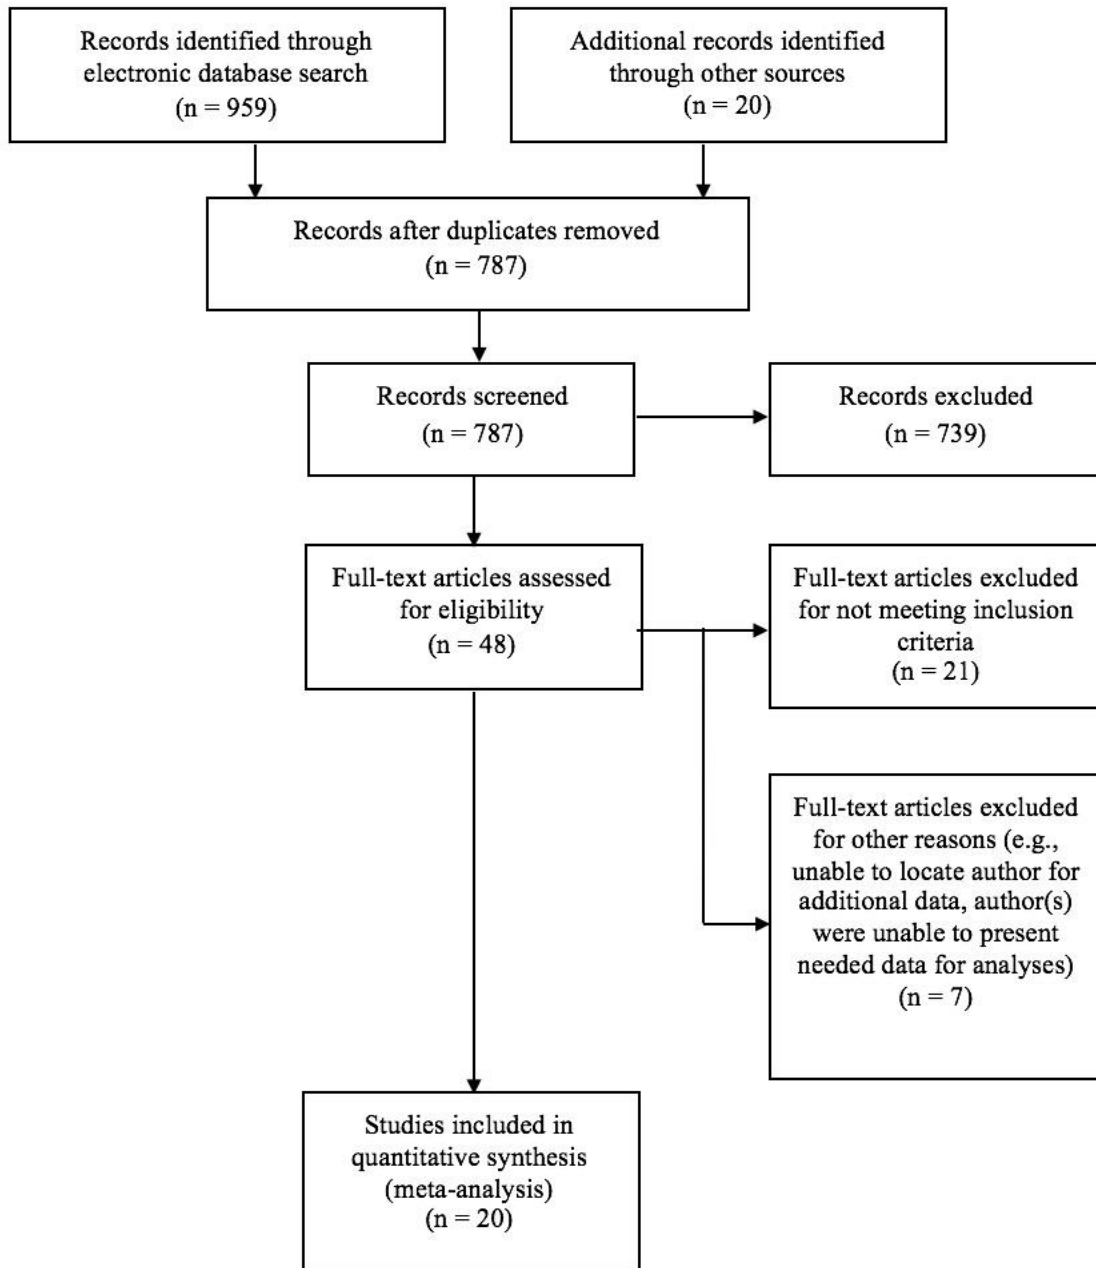 Records identified through
electronic database search
(n = 959)
Additional records identified
through other sources
(n = 20)
Records after duplicates removed
(n = 787)
Records screened
(n = 787)
Records excluded
(n = 739)
Full-text articles assessed
for eligibility
(n = 48)
Full-text articles excluded
for not meeting inclusion
criteria
(n = 21)
Full-text articles excluded
for other reasons (e.g.,
unable to locate author for
additional data, author(s)
were unable to present
needed data for analyses)
(n = 7)
Studies included in
quantitative synthesis
(meta-analysis)
(n = 20)